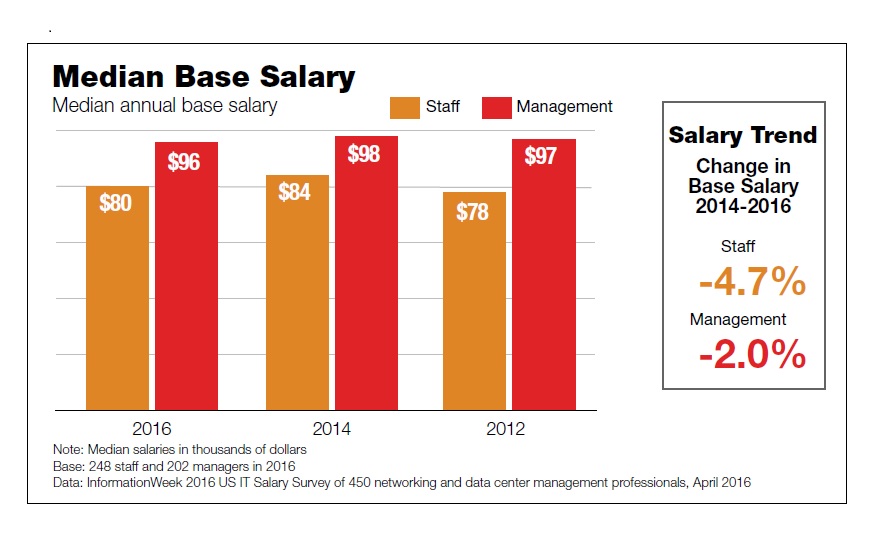 .
Median Base Salary
Median annual base salary
Staff
Management
$80
$96
$84
$98
$78
$97
2016
2014
2012
Note: Median salaries in thousands of dollars
Base: 248 staff and 202 managers in 2016
Data: InformationWeek 2016 US IT Salary Survey of 450 networking and data center management professionals, April 2016
Salary Trend
Change in
Base Salary
2014-2016
Staff
-4.7%
Management
-2.0%